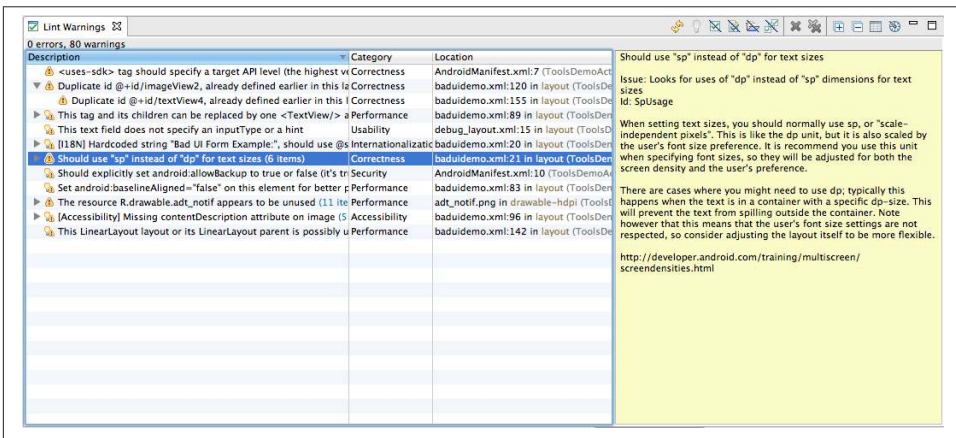 Lint Warnings
0 errors, 80 warnings
Description Category Location
<uses-sdk> tag should specify a target API level (the highest ve Correctness AndroidManifest.xml:7 (ToolsDemoAct
Duplicate id @+id/imageView2, already defined earlier in this la Correctness baduidemo.xml:120 in layout (ToolsDe
Duplicate id @+id/textView4, already defined earlier in this l Correctness baduidemo.xml:155 in layout (ToolsDe
This tag and its children can be replaced by one <TextView/> a Performance baduidemo.xml:89 in layout (ToolsDen
This text field does not specify an inputType or a hint Usability debug_layout.xml:15 in layout (ToolsDe
[I18N] Hardcoded string "Bad UI Form Example:", should use @s Internationalizatic baduidemo.xml:20 in layout (ToolsDen
Should use "sp" instead of "dp" for text sizes (6 items) Correctness baduidemo.xml:21 in layout (ToolsDen
Should explicitly set android:allowBackup to true or false (it's tr Security AndroidManifest.xml:10 (ToolsDemoA
Set android:baselineAligned="false" on this element for better p Performance baduidemo.xml:83 in layout (ToolsDen
The resource R.drawable.adt_notif appears to be unused (11 ite Performance adt_notif.png in drawable-hdpi (ToolsD
[Accessibility] Missing contentDescription attribute on image (5 Accessibility baduidemo.xml:96 in layout (ToolsDen
This LinearLayout layout or its LinearLayout parent is possibly u Performance baduidemo.xml:142 in layout (ToolsDe
Should use "sp" instead of "dp" for text sizes
Issue: Looks for uses of "dp" instead of "sp" dimensions for text
sizes
Id: SpUsage
When setting text sizes, you should normally use sp, or "scale-
independent pixels". This is like the dp unit, but it is also scaled by
the user's font size preference. It is recommend you use this unit
when specifying font sizes, so they will be adjusted for both the
screen density and the user's preference.
There are cases where you might need to use dp; typically this
happens when the text is in a container with a specific dp-size. This
will prevent the text from spilling outside the container. Note
however that this means that the user's font size settings are not
respected, so consider adjusting the layout itself to be more flexible.
http://developer.android.com/training/multiscreen/
screendensities.html